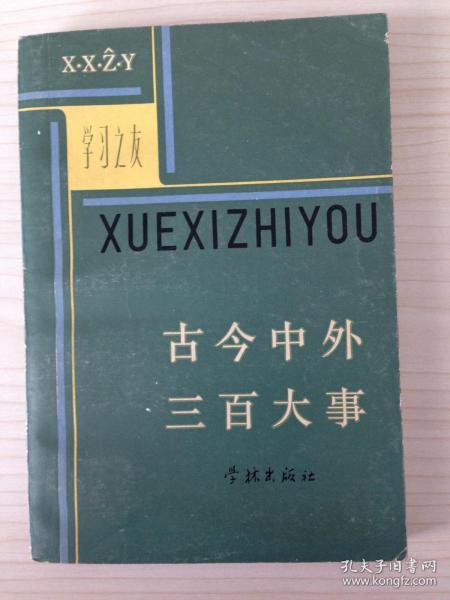 X·X·Ẑ·Y
学习之友
XUEXIZHIYOU
古今中外
三百大事
学林出版社
孔夫子旧书网
www.kongfz.com